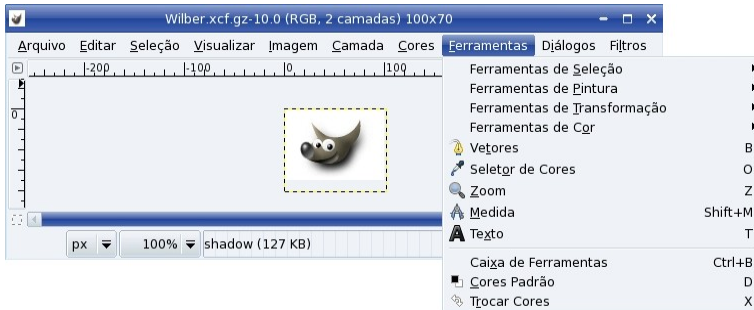 Wilber.xcf.gz-10.0 (RGB, 2 camadas) 100x70
Arquivo Editar Seleção Visualizar Imagem Camada Cores Ferramentas Diálogos Filtros
-200 -100 0 100
0
Ferramentas de Seleção
Ferramentas de Pintura
Ferramentas de Transformação
Ferramentas de Cor
Vetores B
Seletor de Cores O
Zoom Z
Medida Shift+M
Texto T
Caixa de Ferramentas Ctrl+B
Cores Padrão D
Trocar Cores X
px 100% shadow (127 KB)